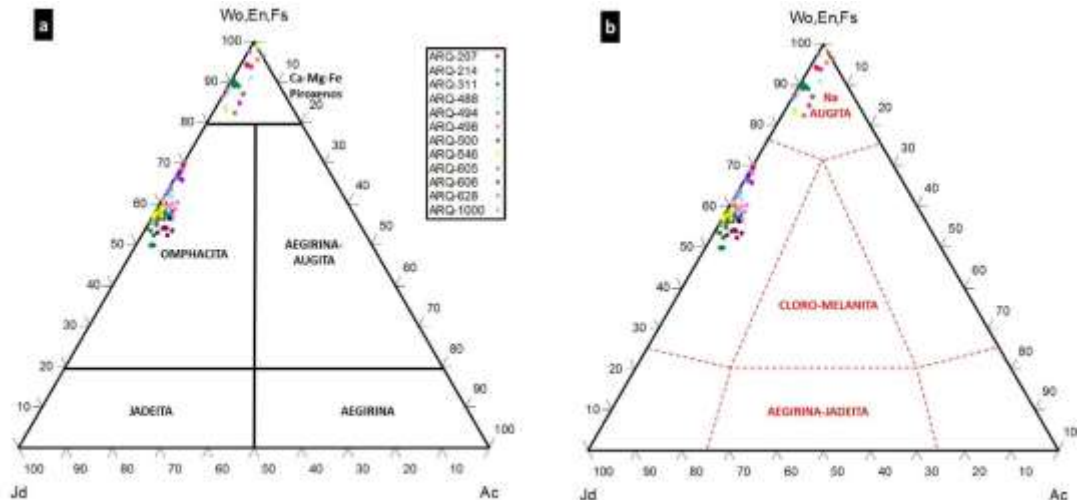 a
Wo,En,Fs
100
90
80
70
60
50
40
30
20
10
10
20
30
40
50
60
70
80
90
100
Ca-Mg-Fe
Piroxenos
OMPHACITA
AEGIRINA-
AUGITA
JADEITA
AEGIRINA
100 90 80 70 60 50 40 30 20 10
Jd
Ac
ARQ-207
ARQ-214
ARQ-311
ARQ-488
ARQ-494
ARQ-498
ARQ-500
ARQ-546
ARQ-605
ARQ-606
ARQ-628
ARQ-1000
b
Wo,En,Fs
100
90
80
70
60
50
40
30
20
10
10
20
30
40
50
60
70
80
90
Na
AUGITA
CLORO-MELANITA
AEGIRINA-JADEITA
100 90 80 70 60 50 40 30 20 10
Jd
Ac